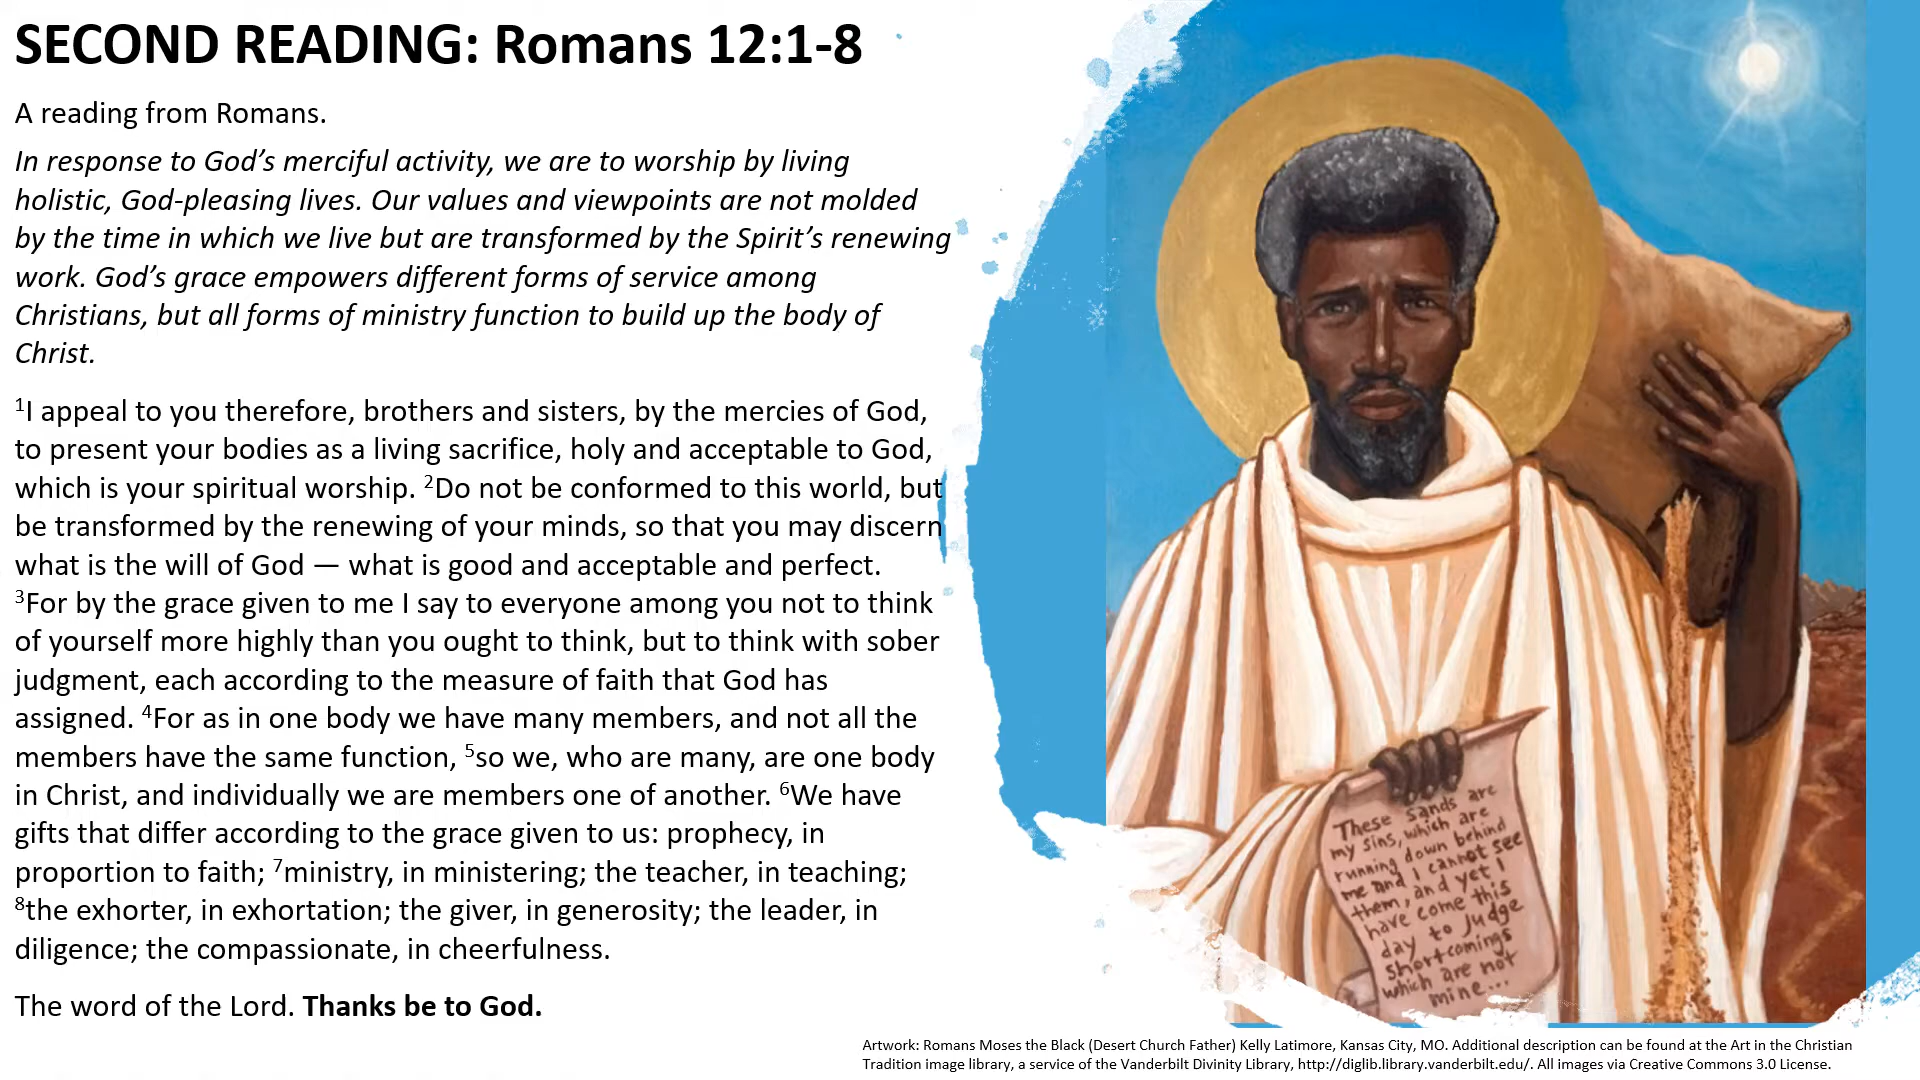 SECOND READING: Romans 12:1-8
A reading from Romans.
In response to God’s merciful activity, we are to worship by living
holistic, God-pleasing lives. Our values and viewpoints are not molded
by the time in which we live but are transformed by the Spirit’s renewing
work. God’s grace empowers different forms of service among
Christians, but all forms of ministry function to build up the body of
Christ.
¹I appeal to you therefore, brothers and sisters, by the mercies of God,
to present your bodies as a living sacrifice, holy and acceptable to God,
which is your spiritual worship. ²Do not be conformed to this world, but
be transformed by the renewing of your minds, so that you may discern
what is the will of God — what is good and acceptable and perfect.
³For by the grace given to me I say to everyone among you not to think
of yourself more highly than you ought to think, but to think with sober
judgment, each according to the measure of faith that God has
assigned. ⁴For as in one body we have many members, and not all the
members have the same function, ⁵so we, who are many, are one body
in Christ, and individually we are members one of another. ⁶We have
gifts that differ according to the grace given to us: prophecy, in
proportion to faith; ⁷ministry, in ministering; the teacher, in teaching;
⁸the exhorter, in exhortation; the giver, in generosity; the leader, in
diligence; the compassionate, in cheerfulness.
The word of the Lord. Thanks be to God.
These sands are
my sins, which are
running down behind
me and I cannot see
them, and yet I
have come this
day to judge
shortcomings
which are not
mine...
Artwork: Romans Moses the Black (Desert Church Father) Kelly Latimore, Kansas City, MO. Additional description can be found at the Art in the Christian
Tradition image library, a service of the Vanderbilt Divinity Library, http://diglib.library.vanderbilt.edu/. All images via Creative Commons 3.0 License.